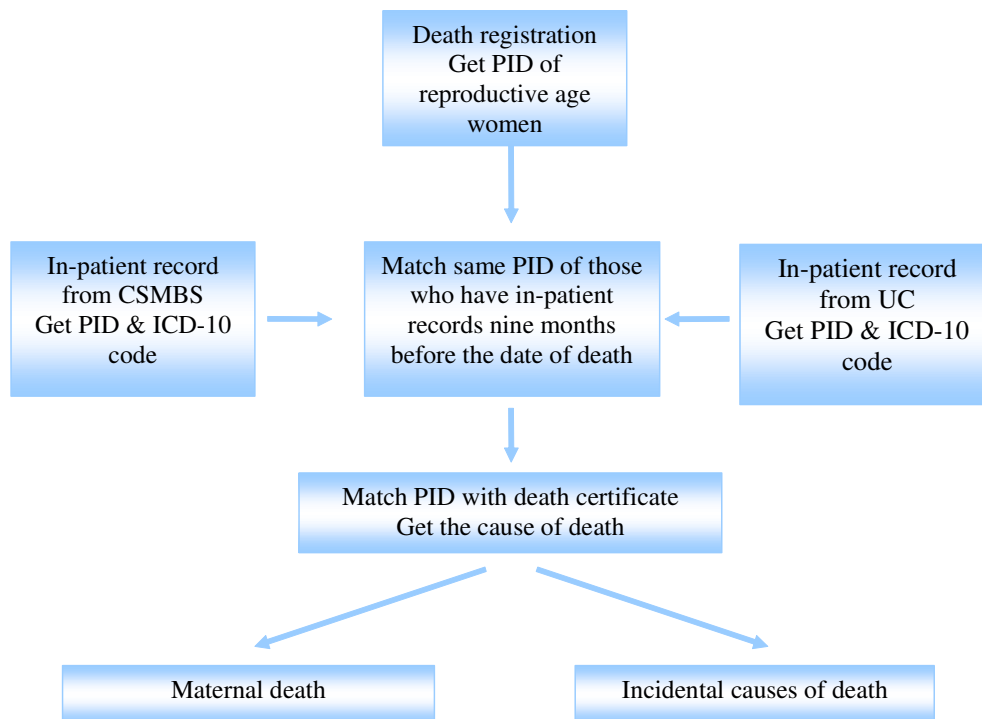 Death registration
Get PID of
reproductive age
women
In-patient record
from CSMBS
Get PID & ICD-10
code
Match same PID of those
who have in-patient
records nine months
before the date of death
In-patient record
from UC
Get PID & ICD-10
code
Match PID with death certificate
Get the cause of death
Maternal death
Incidental causes of death